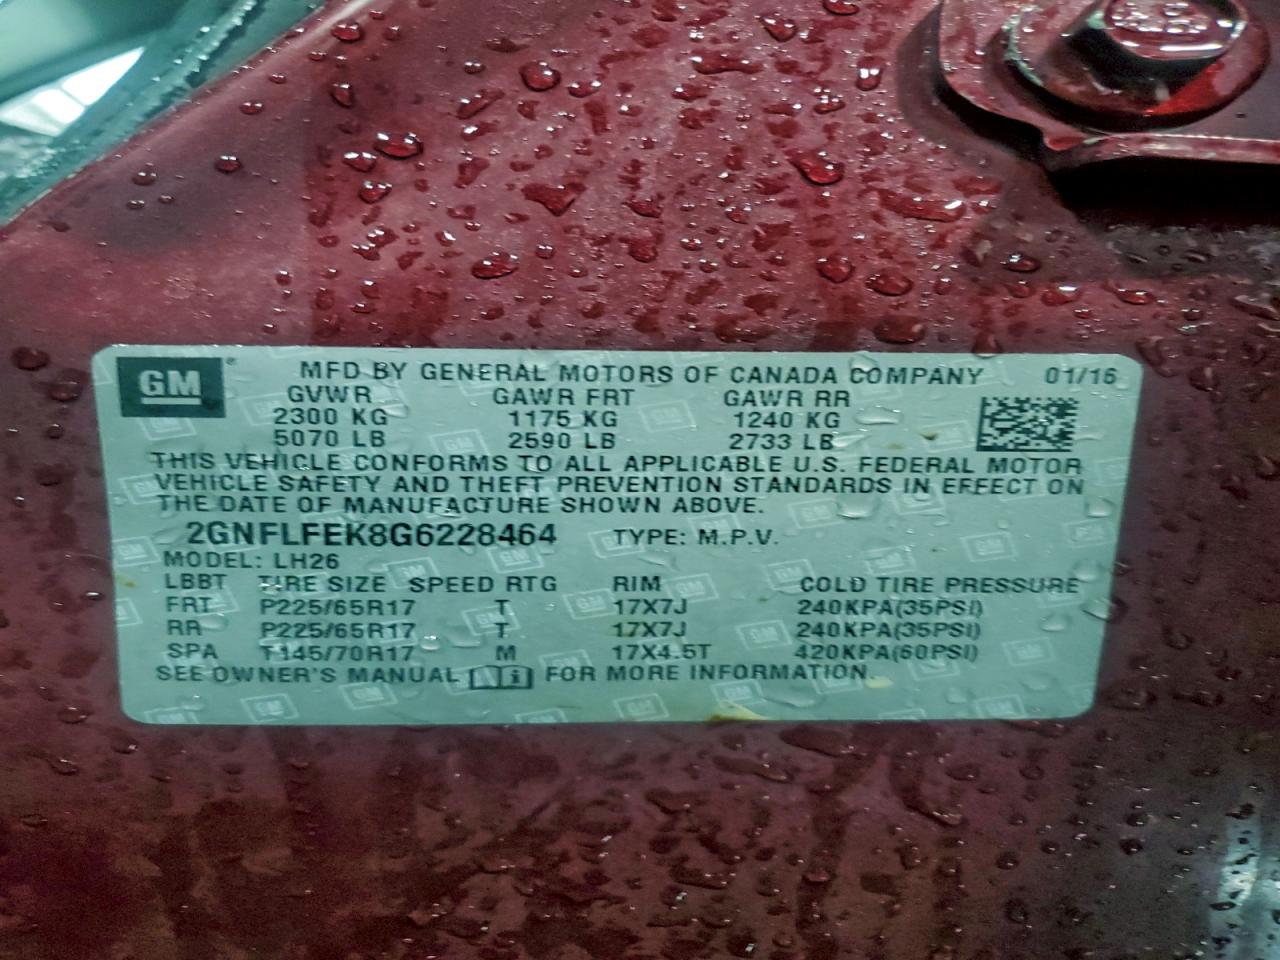 GM® MFD BY GENERAL MOTORS OF CANADA COMPANY 01/16
GVWR GAWR FRT GAWR RR
2300 KG 1175 KG 1240 KG
5070 LB 2590 LB 2733 LB
THIS VEHICLE CONFORMS TO ALL APPLICABLE U.S. FEDERAL MOTOR
VEHICLE SAFETY AND THEFT PREVENTION STANDARDS IN EFFECT ON
THE DATE OF MANUFACTURE SHOWN ABOVE.
2GNFLFEK8G6228464 TYPE: M.P.V.
MODEL: LH26
LBBT TIRE SIZE SPEED RTG RIM COLD TIRE PRESSURE
FRT P225/65R17 T 17X7J 240KPA(35PSI)
RR P225/65R17 T 17X7J 240KPA(35PSI)
SPA T145/70R17 M 17X4.5T 420KPA(60PSI)
SEE OWNER'S MANUAL i FOR MORE INFORMATION.